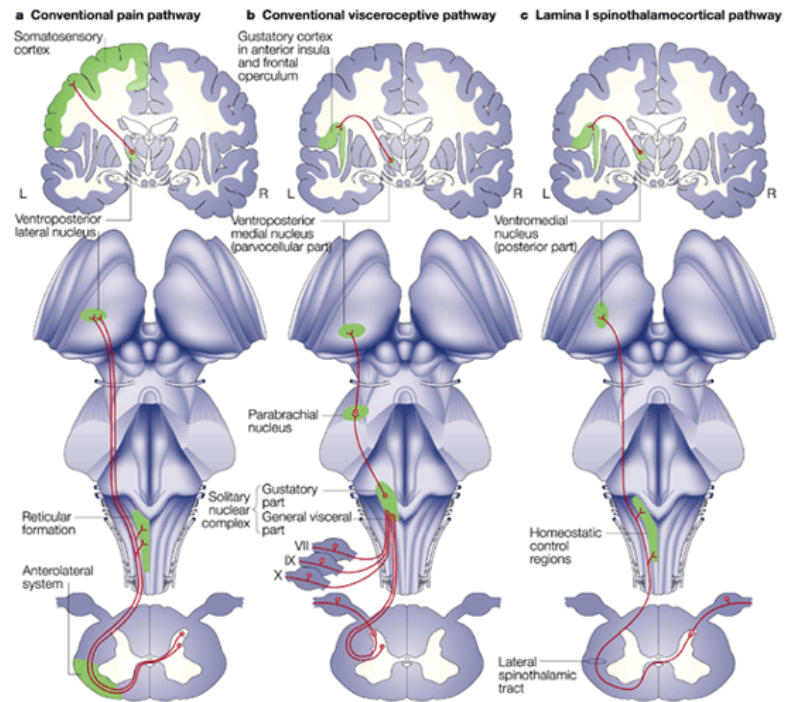 a Conventional pain pathway
Somatosensory
cortex
L
R
Ventroposterior
lateral nucleus
Reticular
formation
Anterolateral
system
b Conventional visceroceptive pathway
Gustatory cortex
in anterior insula
and frontal
operculum
L
R
Ventroposterior
medial nucleus
(parvocellular part)
Parabrachial
nucleus
Solitary
nuclear
complex
Gustatory
part
General visceral
part
VII
IX
X
c Lamina I spinothalamocortical pathway
L
R
Ventromedial
nucleus
(posterior part)
Homeostatic
control
regions
Lateral
spinothalamic
tract